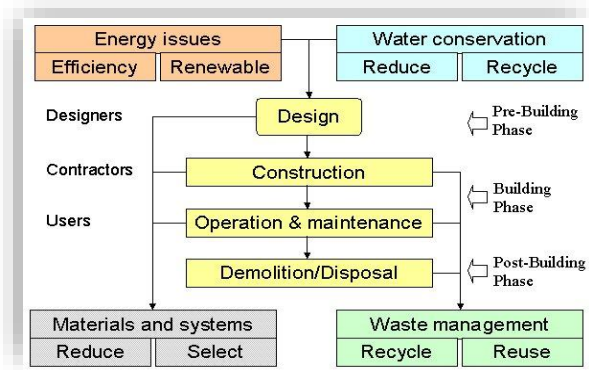 Energy issues
Efficiency Renewable
Water conservation
Reduce Recycle
Designers
Design
Pre-Building
Phase
Contractors
Construction
Building
Phase
Users
Operation & maintenance
Demolition/Disposal
Post-Building
Phase
Materials and systems
Reduce Select
Waste management
Recycle Reuse